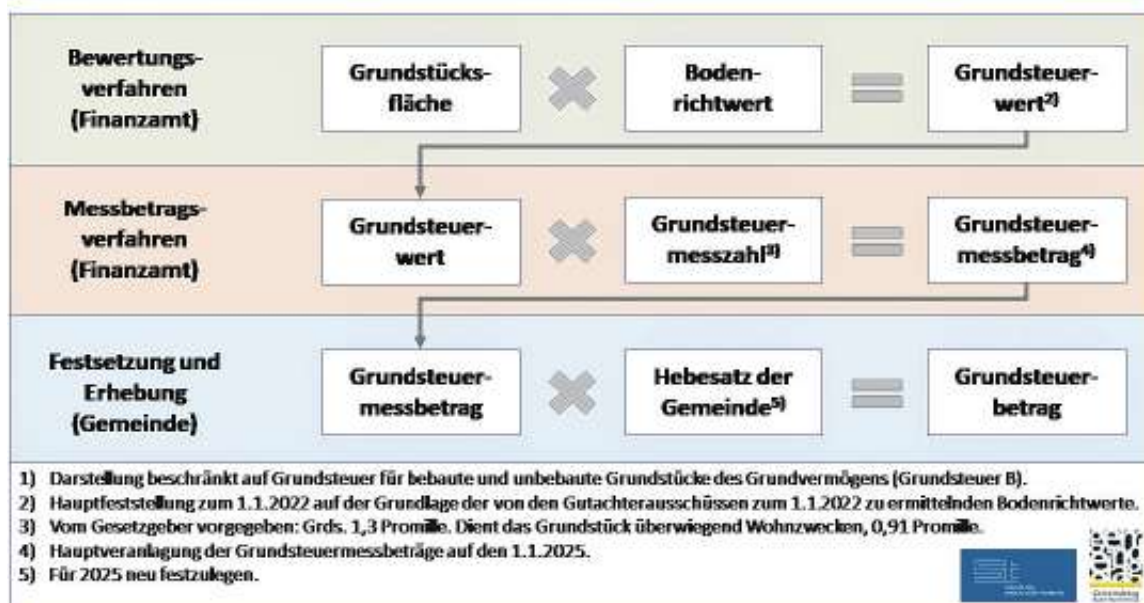 Bewertungs-
verfahren
(Finanzamt)
Grundstücks-
fläche
Boden-
richtwert
Grundsteuer-
wert²⁾
Messbetrags-
verfahren
(Finanzamt)
Grundsteuer-
wert
Grundsteuer-
messzahl³⁾
Grundsteuer-
messbetrag⁴⁾
Festsetzung und
Erhebung
(Gemeinde)
Grundsteuer-
messbetrag
Hebesatz der
Gemeinde⁵⁾
Grundsteuer-
betrag
1) Darstellung beschränkt auf Grundsteuer für bebaute und unbebaute Grundstücke des Grundvermögens (Grundsteuer B).
2) Hauptfeststellung zum 1.1.2022 auf der Grundlage der von den Gutachterausschüssen zum 1.1.2022 zu ermittelnden Bodenrichtwerte.
3) Vom Gesetzgeber vorgegeben: Grds. 1,3 Promille. Dient das Grundstück überwiegend Wohnzwecken, 0,91 Promille.
4) Hauptveranlagung der Grundsteuermessbeträge auf den 1.1.2025.
5) Für 2025 neu festzulegen.